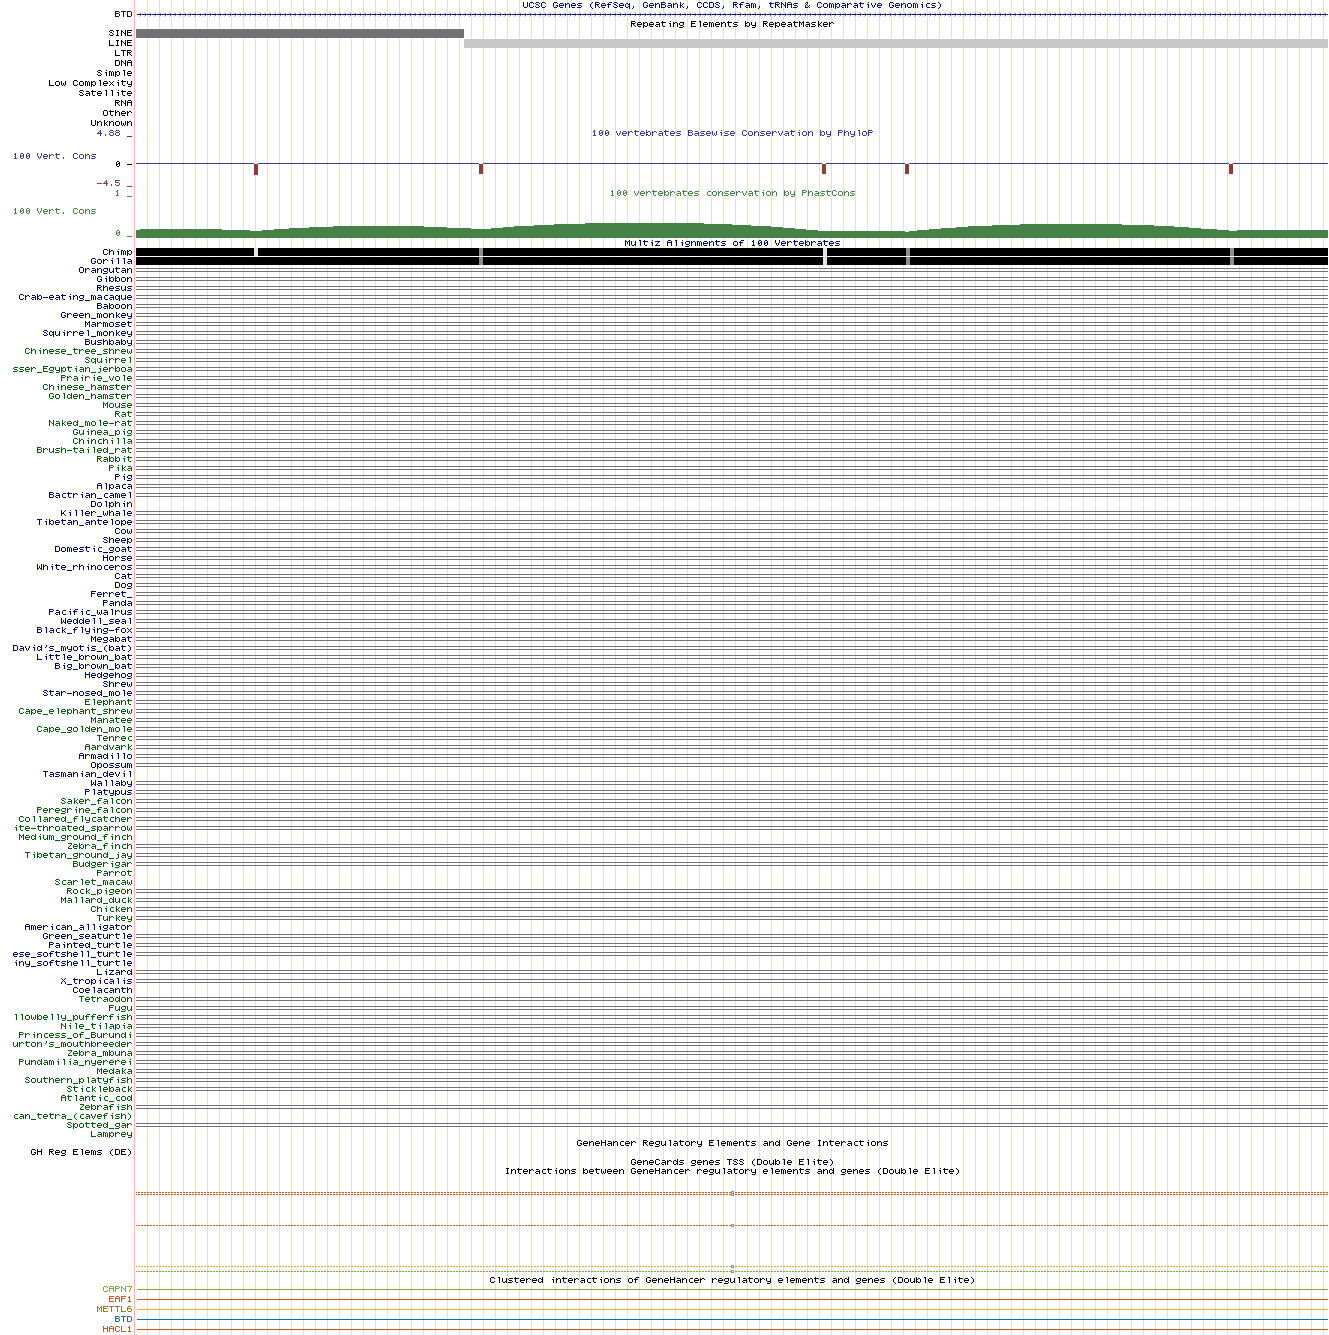 UCSC Genes (RefSeq, GenBank, CCDS, Rfam, tRNAs & Comparative Genomics)
BTD
Repeating Elements by RepeatMasker
SINE
LINE
LTR
DNA
Simple
Low Complexity
Satellite
RNA
Other
Unknown
4.88 _
100 vertebrates Basewise Conservation by PhyloP
100 Vert. Cons
0 -
-4.5 _
1 _
100 vertebrates conservation by PhastCons
100 Vert. Cons
0 _
Multiz Alignments of 100 Vertebrates
Chimp
Gorilla
Orangutan
Gibbon
Rhesus
Crab-eating_macaque
Baboon
Green_monkey
Marmoset
Squirrel_monkey
Bushbaby
Chinese_tree_shrew
Squirrel
sser_Egyptian_jerboa
Prairie_vole
Chinese_hamster
Golden_hamster
Mouse
Rat
Naked_mole-rat
Guinea_pig
Chinchilla
Brush-tailed_rat
Rabbit
Pika
Pig
Alpaca
Bactrian_camel
Dolphin
Killer_whale
Tibetan_antelope
Cow
Sheep
Domestic_goat
Horse
White_rhinoceros
Cat
Dog
Ferret_
Panda
Pacific_walrus
Weddell_seal
Black_flying-fox
Megabat
David's_myotis_(bat)
Little_brown_bat
Big_brown_bat
Hedgehog
Shrew
Star-nosed_mole
Elephant
Cape_elephant_shrew
Manatee
Cape_golden_mole
Tenrec
Aardvark
Armadillo
Opossum
Tasmanian_devil
Wallaby
Platypus
Saker_falcon
Peregrine_falcon
Collared_flycatcher
ite-throated_sparrow
Medium_ground_finch
Zebra_finch
Tibetan_ground_jay
Budgerigar
Parrot
Scarlet_macaw
Rock_pigeon
Mallard_duck
Chicken
Turkey
American_alligator
Green_seaturtle
Painted_turtle
ese_softshell_turtle
iny_softshell_turtle
Lizard
X_tropicalis
Coelacanth
Tetraodon
Fugu
llowbelly_pufferfish
Nile_tilapia
Princess_of_Burundi
urton's_mouthbreeder
Zebra_mbuna
Pundamilia_nyererei
Medaka
Southern_platyfish
Stickleback
Atlantic_cod
Zebrafish
can_tetra_(cavefish)
Spotted_gar
Lamprey
GeneHancer Regulatory Elements and Gene Interactions
GH Reg Elems (DE)
GeneCards genes TSS (Double Elite)
Interactions between GeneHancer regulatory elements and genes (Double Elite)
Clustered interactions of GeneHancer regulatory elements and genes (Double Elite)
CAPN7
EAF1
METTL6
BTD
HACL1